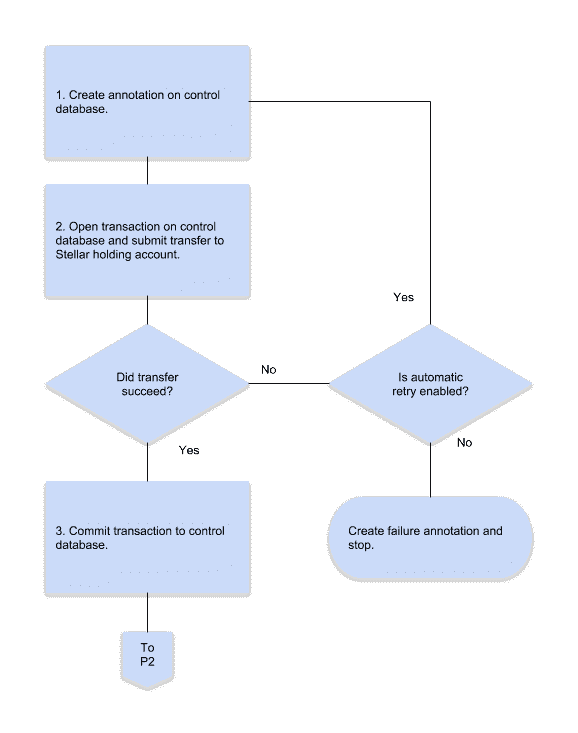 1. Create annotation on control
database.
2. Open transaction on control
database and submit transfer to
Stellar holding account.
Yes
Did transfer
succeed?
No
Is automatic
retry enabled?
Yes
No
3. Commit transaction to control
database.
Create failure annotation and
stop.
To
P2